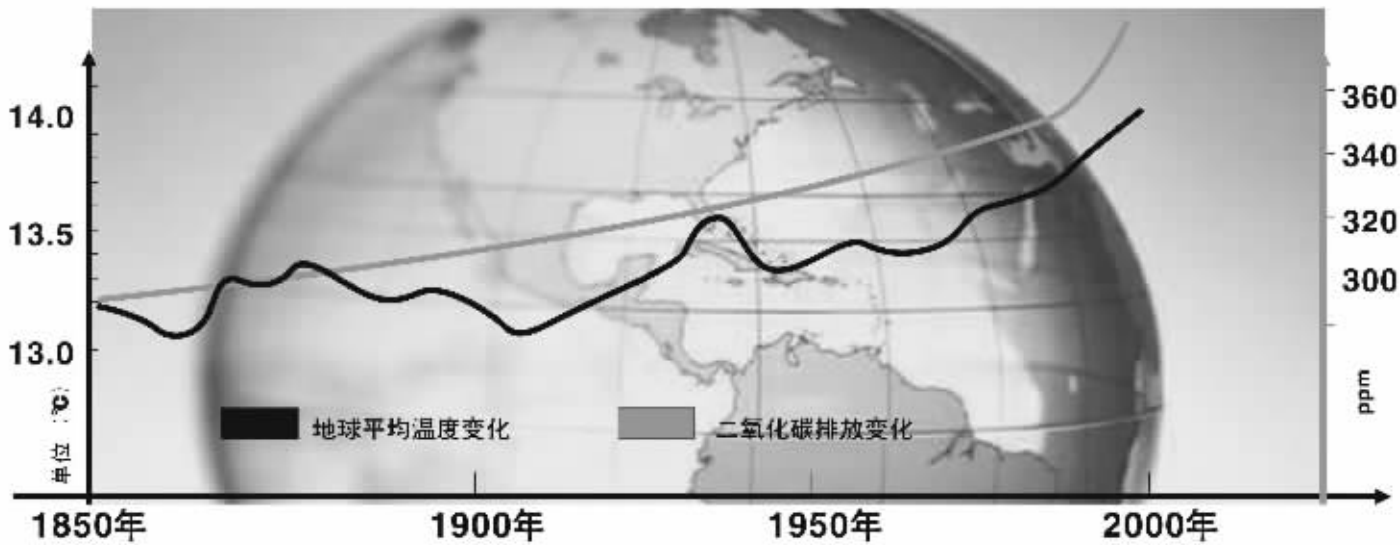 14.0
13.5
13.0
单位（℃）
360
340
320
300
ppm
地球平均温度变化
二氧化碳排放变化
1850年
1900年
1950年
2000年